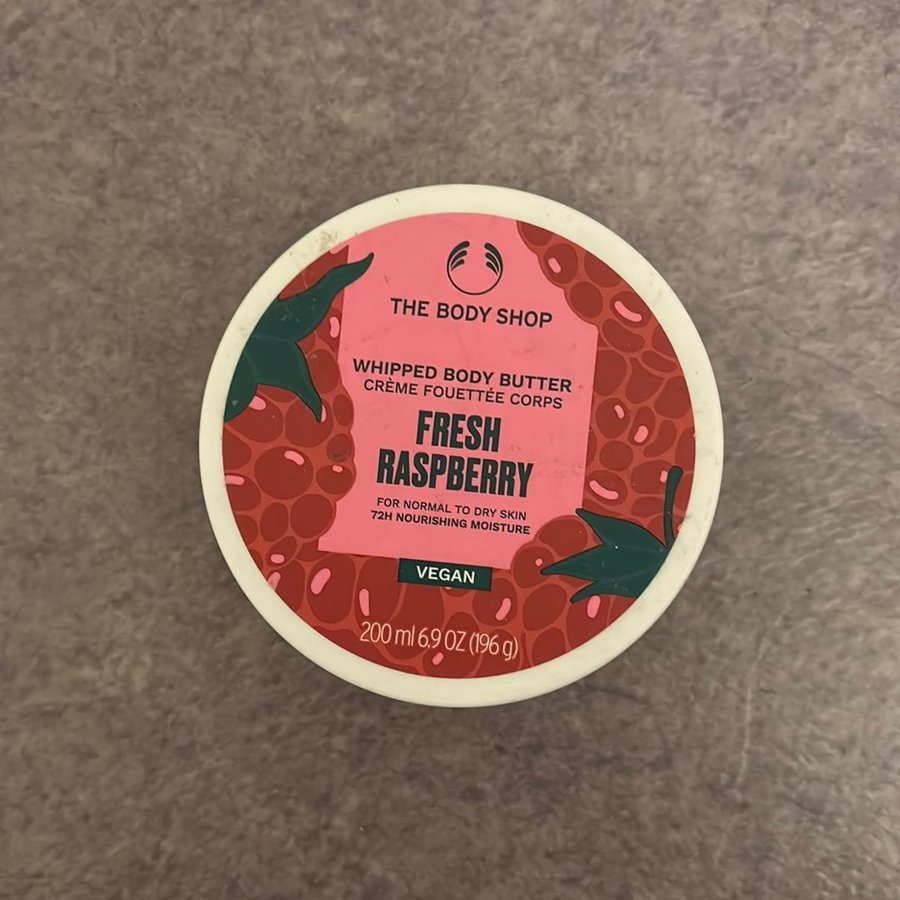 THE BODY SHOP
WHIPPED BODY BUTTER
CRÈME FOUETTÉE CORPS
FRESH
RASPBERRY
FOR NORMAL TO DRY SKIN
72H NOURISHING MOISTURE
VEGAN
200 ml 6.9 OZ (196 g)